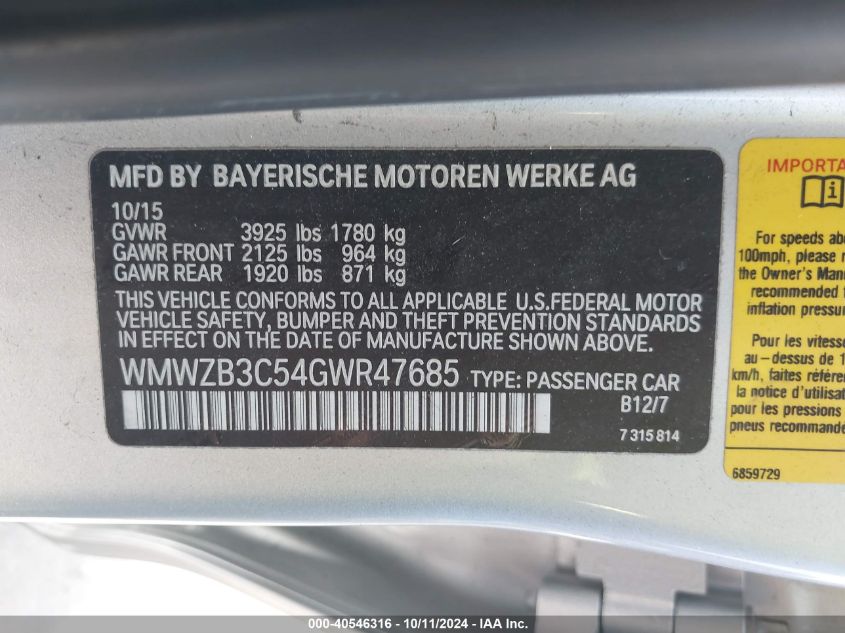 MFD BY BAYERISCHE MOTOREN WERKE AG
10/15
GVWR 3925 lbs 1780 kg
GAWR FRONT 2125 lbs 964 kg
GAWR REAR 1920 lbs 871 kg
THIS VEHICLE CONFORMS TO ALL APPLICABLE U.S.FEDERAL MOTOR
VEHICLE SAFETY, BUMPER AND THEFT PREVENTION STANDARDS
IN EFFECT ON THE DATE OF MANUFACTURE SHOWN ABOVE.
WMWZB3C54GWR47685 TYPE: PASSENGER CAR
B12/7
7 315 814
IMPORTA
For speeds abo
100mph, please r
the Owner's Manu
recommended
inflation pressur
Pour les vitesse
au-dessus de 1
km/h, faites référe
la notice d'utilisat
pour les pressions
pneus recommandé
6859729
000-40546316 - 10/11/2024 - IAA Inc.